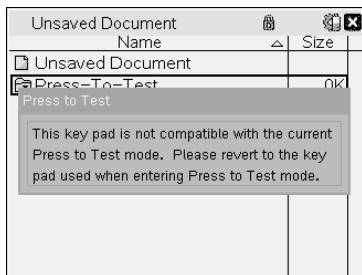 Unsaved Document
Name Size
Unsaved Document
Press-To-Test 0K
Press to Test
This key pad is not compatible with the current
Press to Test mode. Please revert to the key
pad used when entering Press to Test mode.